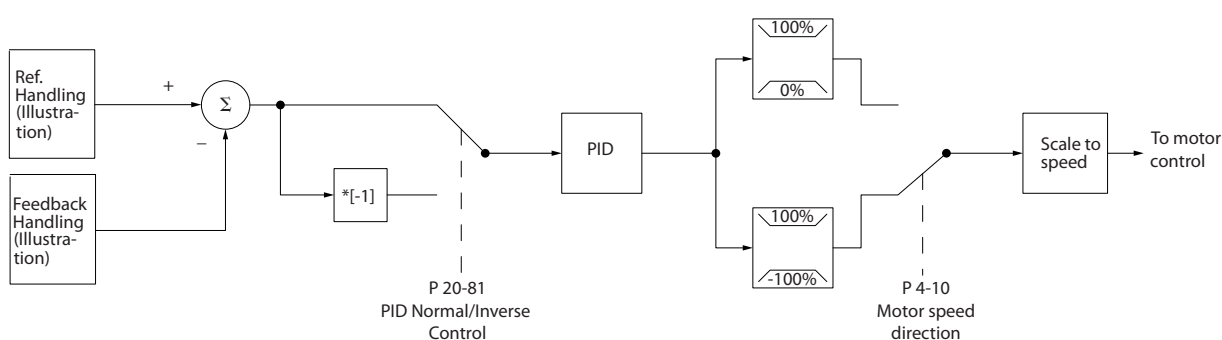 Ref.
Handling
(Illustra-
tion)
+
Σ
_
Feedback
Handling
(Illustra-
tion)
*[-1]
P 20-81
PID Normal/Inverse
Control
PID
100%
0%
100%
-100%
P 4-10
Motor speed
direction
Scale to
speed
To motor
control